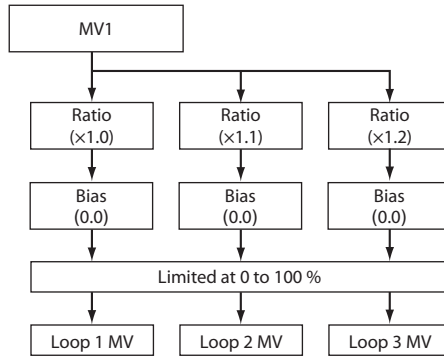 MV1
Ratio
(×1.0)
Ratio
(×1.1)
Ratio
(×1.2)
Bias
(0.0)
Bias
(0.0)
Bias
(0.0)
Limited at 0 to 100 %
Loop 1 MV
Loop 2 MV
Loop 3 MV